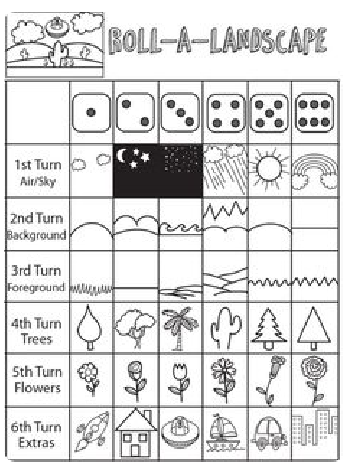 ROLL-A-LANDSCAPE
1st Turn
Air/Sky
2nd Turn
Background
3rd Turn
Foreground
4th Turn
Trees
5th Turn
Flowers
6th Turn
Extras